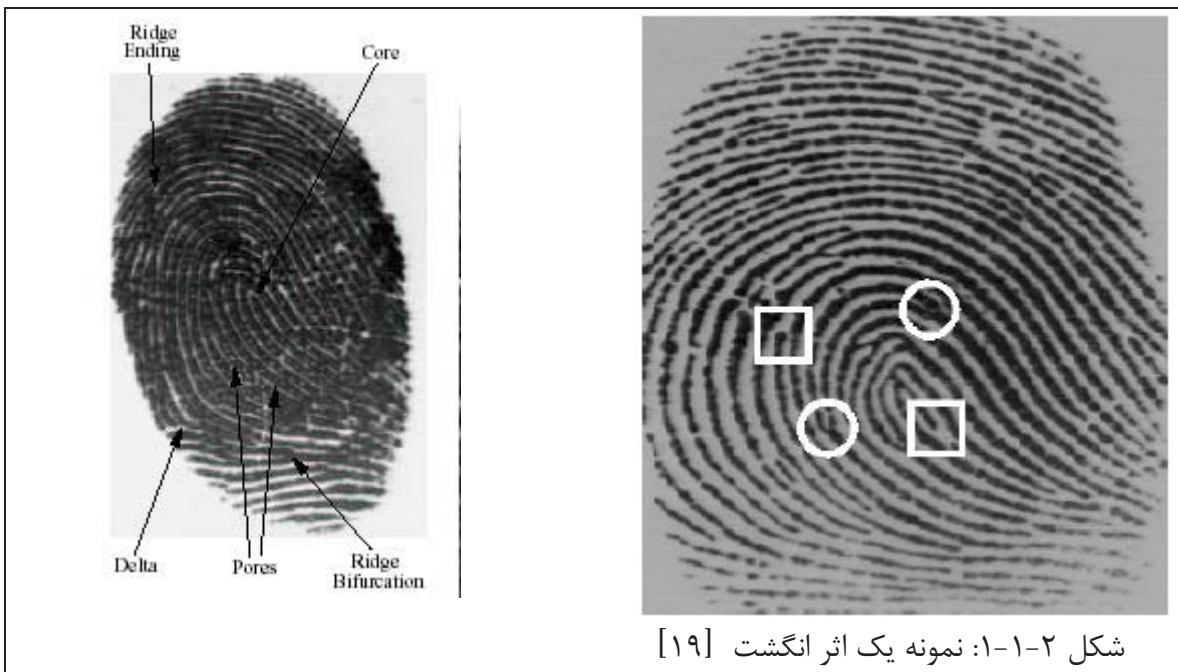 Ridge
Ending
Core
Delta
Pores
Ridge
Bifurcation
شکل ۲-۱-۱: نمونه یک اثر انگشت [۱۹]